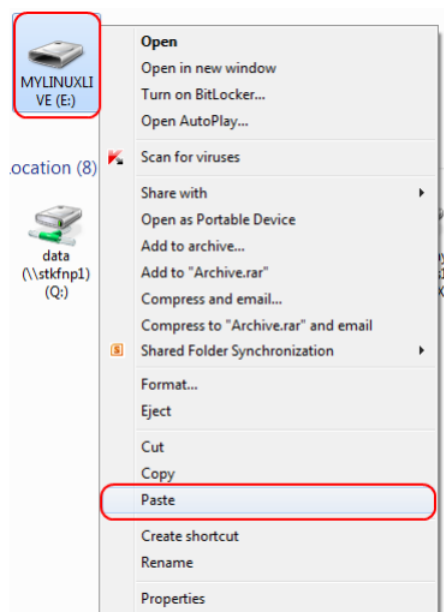 MYLINUXLI
VE (E:)
Open
Open in new window
Turn on BitLocker...
Open AutoPlay...
Scan for viruses
ocation (8)
Share with
Open as Portable Device
Add to archive...
Add to "Archive.rar"
Compress and email...
Compress to "Archive.rar" and email
Shared Folder Synchronization
data
(\\stkfnp1)
(Q:)
Format...
Eject
Cut
Copy
Paste
Create shortcut
Rename
Properties